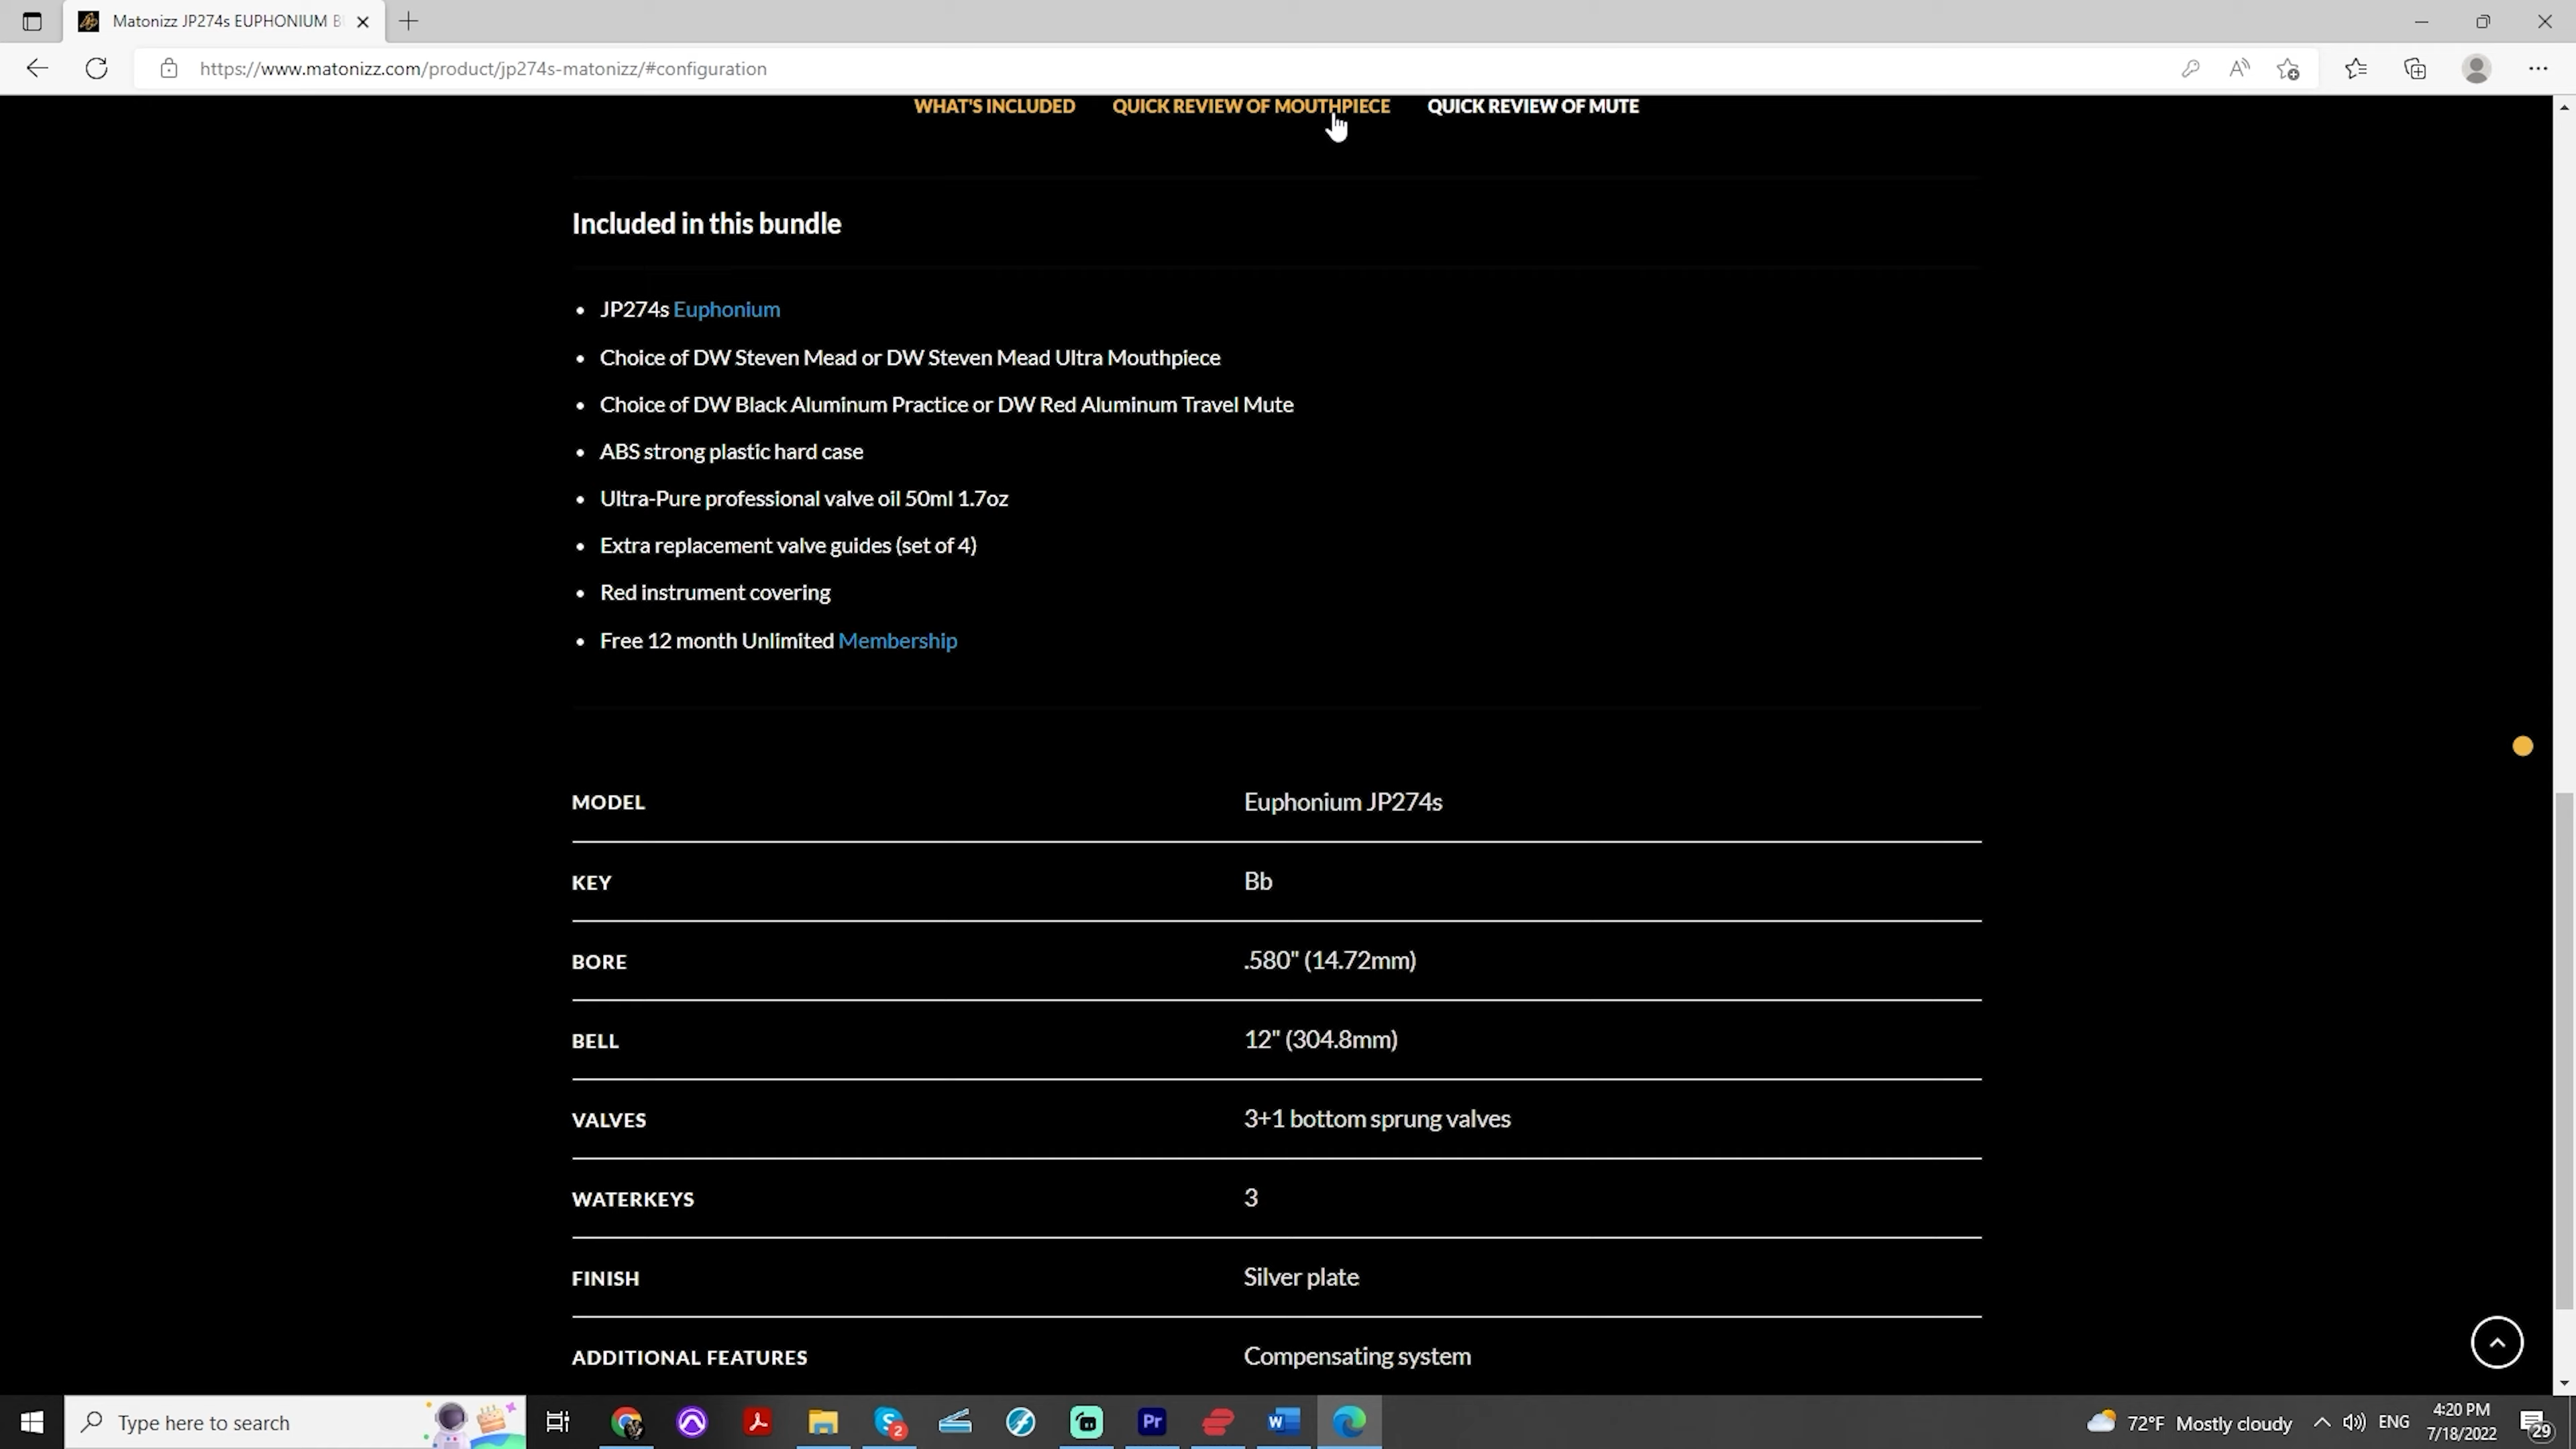 Matonizz JP274s EUPHONIUM B
https://www.matonizz.com/product/jp274s-matonizz/#configuration
WHAT'S INCLUDED QUICK REVIEW OF MOUTHPIECE QUICK REVIEW OF MUTE
Included in this bundle
• JP274s Euphonium
• Choice of DW Steven Mead or DW Steven Mead Ultra Mouthpiece
• Choice of DW Black Aluminum Practice or DW Red Aluminum Travel Mute
• ABS strong plastic hard case
• Ultra-Pure professional valve oil 50ml 1.7oz
• Extra replacement valve guides (set of 4)
• Red instrument covering
• Free 12 month Unlimited Membership
MODEL Euphonium JP274s
KEY Bb
BORE .580" (14.72mm)
BELL 12" (304.8mm)
VALVES 3+1 bottom sprung valves
WATERKEYS 3
FINISH Silver plate
ADDITIONAL FEATURES Compensating system
Type here to search 2 Pr W 72°F Mostly cloudy ENG 4:20 PM 29
7/18/2022